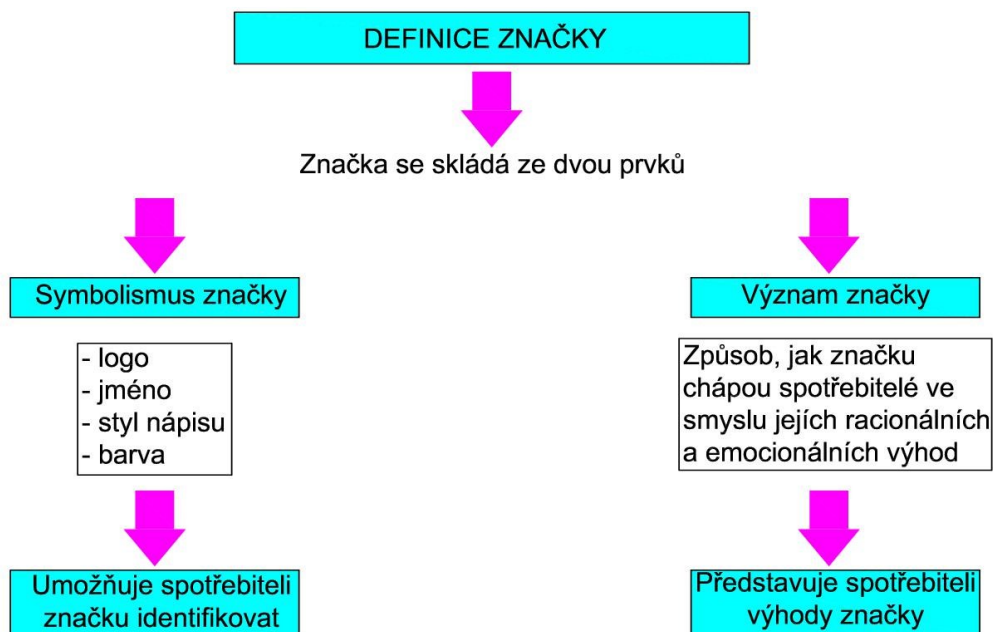 DEFINICE ZNAČKY
Značka se skládá ze dvou prvků
Symbolismus značky
- logo
- jméno
- styl nápisu
- barva
Umožňuje spotřebiteli
značku identifikovat
Význam značky
Způsob, jak značku
chápou spotřebitelé ve
smyslu jejích racionálních
a emocionálních výhod
Představuje spotřebiteli
výhody značky